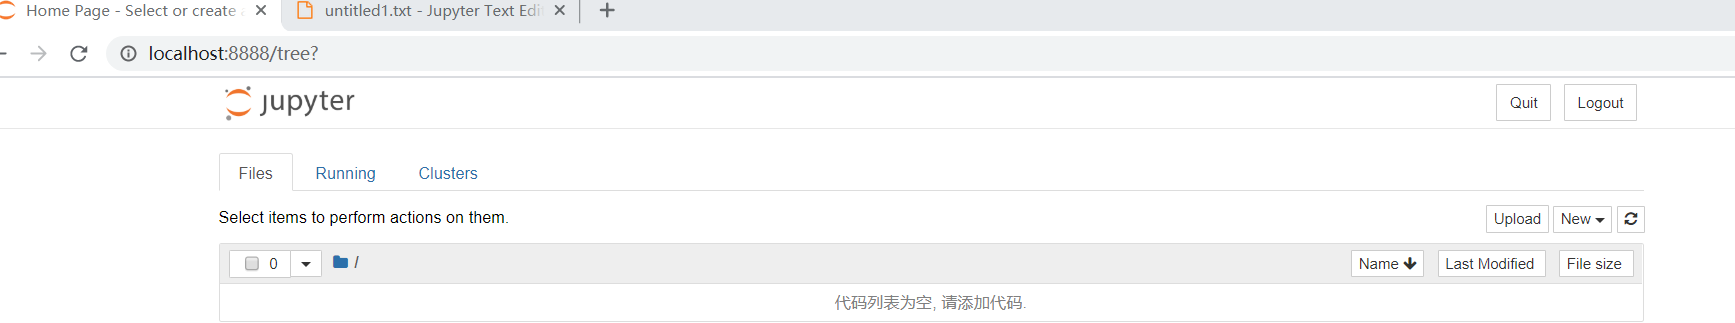 Home Page - Select or create a
untitled1.txt - Jupyter Text Edit
localhost:8888/tree?
jupyter
Quit
Logout
Files
Running
Clusters
Select items to perform actions on them.
Upload
New
0
/
Name
Last Modified
File size
代码列表为空, 请添加代码.